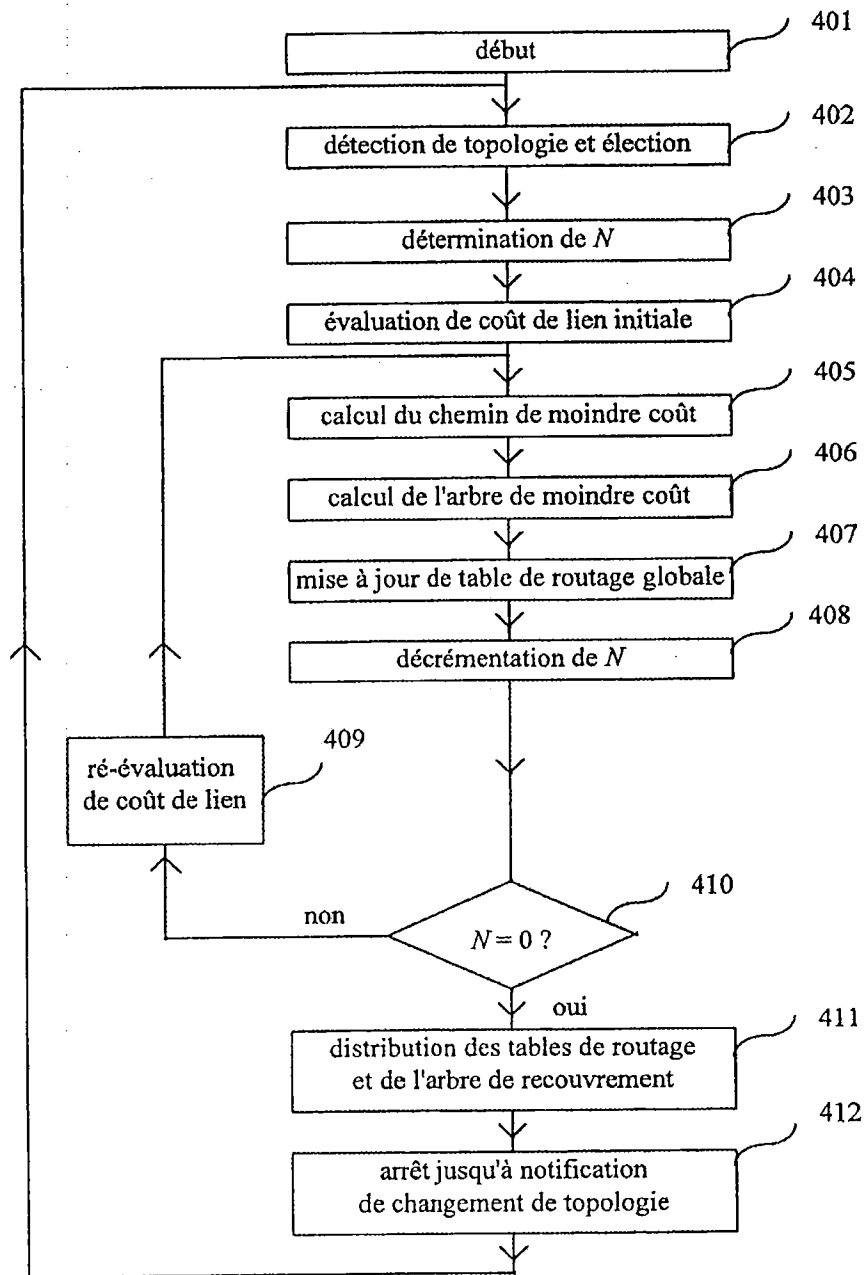 401
début
402
détection de topologie et élection
403
détermination de N
404
évaluation de coût de lien initiale
405
calcul du chemin de moindre coût
406
calcul de l'arbre de moindre coût
407
mise à jour de table de routage globale
408
décrémentation de N
409
ré-évaluation
de coût de lien
410
non
N = 0 ?
oui
411
distribution des tables de routage
et de l'arbre de recouvrement
412
arrêt jusqu'à notification
de changement de topologie